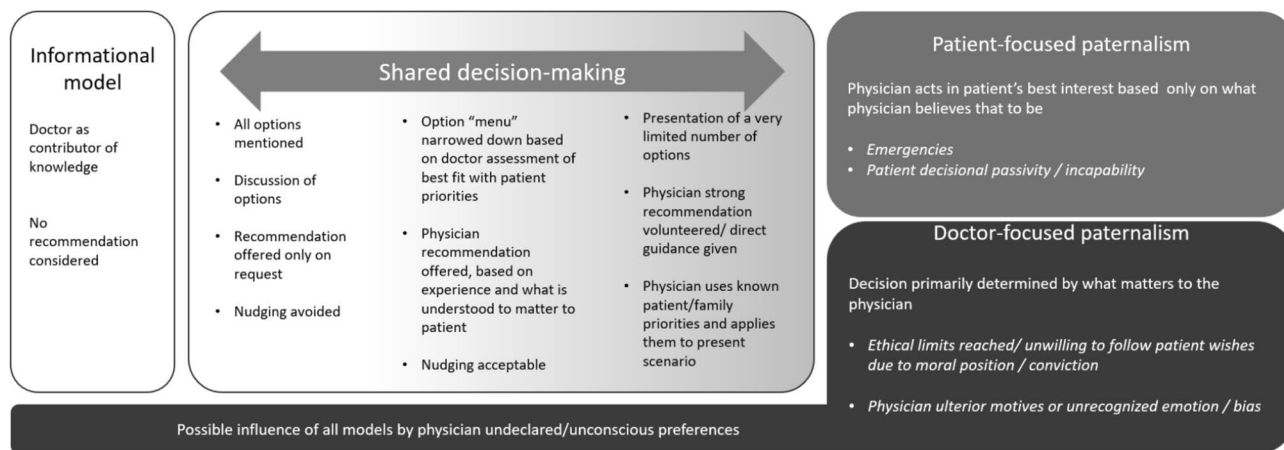 Informational
model
Doctor as
contributor of
knowledge
No
recommendation
considered
Shared decision-making
• All options
mentioned
• Discussion of
options
• Recommendation
offered only on
request
• Nudging avoided
• Option “menu”
narrowed down based
on doctor assessment of
best fit with patient
priorities
• Physician
recommendation
offered, based on
experience and what is
understood to matter to
patient
• Nudging acceptable
• Presentation of a very
limited number of
options
• Physician strong
recommendation
volunteered/ direct
guidance given
• Physician uses known
patient/family
priorities and applies
them to present
scenario
Patient-focused paternalism
Physician acts in patient’s best interest based only on what
physician believes that to be
• Emergencies
• Patient decisional passivity / incapability
Doctor-focused paternalism
Decision primarily determined by what matters to the
physician
• Ethical limits reached/ unwilling to follow patient wishes
due to moral position / conviction
• Physician ulterior motives or unrecognized emotion / bias
Possible influence of all models by physician undeclared/unconscious preferences